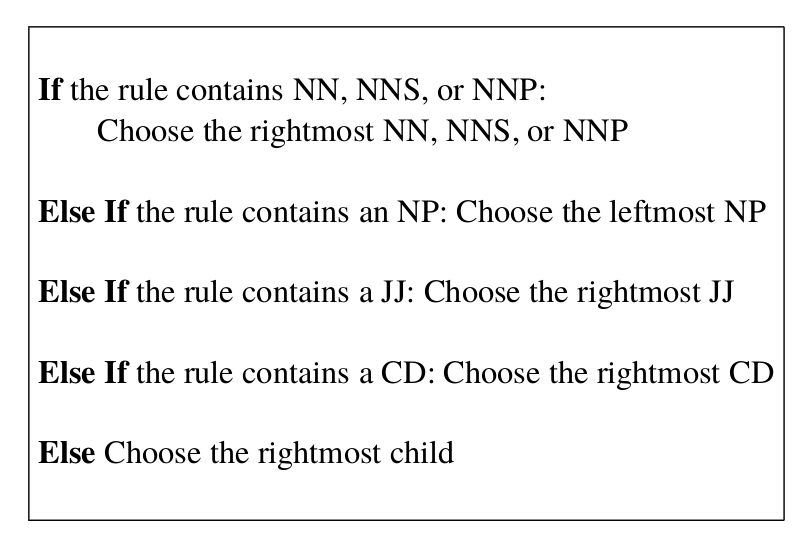 If the rule contains NN, NNS, or NNP:
Choose the rightmost NN, NNS, or NNP
Else If the rule contains an NP: Choose the leftmost NP
Else If the rule contains a JJ: Choose the rightmost JJ
Else If the rule contains a CD: Choose the rightmost CD
Else Choose the rightmost child